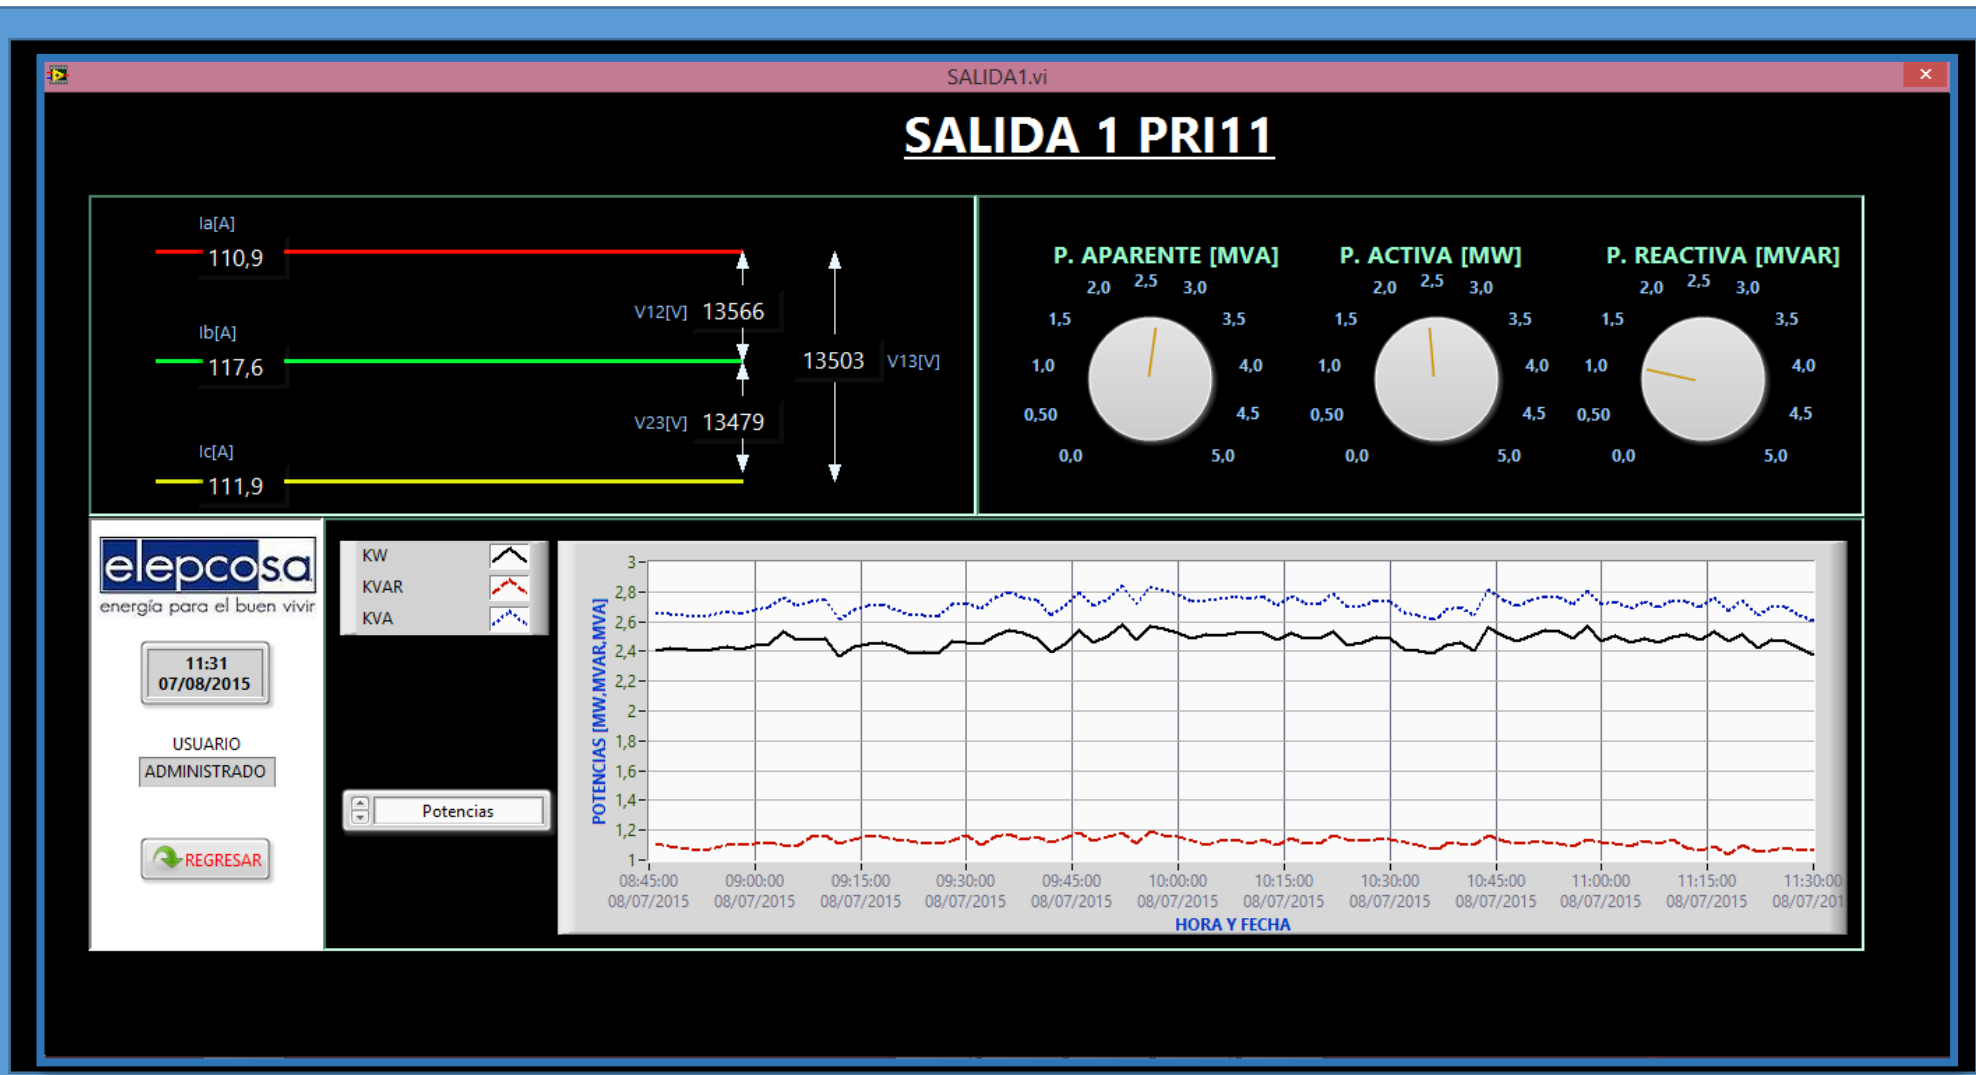 SALIDA1.vi
SALIDA 1 PRI11
Ia[A]
110,9
V12[V] 13566
Ib[A]
117,6
13503 V13[V]
V23[V] 13479
Ic[A]
111,9
P. APARENTE [MVA]
0,0 0,50 1,0 1,5 2,0 2,5 3,0 3,5 4,0 4,5 5,0
P. ACTIVA [MW]
0,0 0,50 1,0 1,5 2,0 2,5 3,0 3,5 4,0 4,5 5,0
P. REACTIVA [MVAR]
0,0 0,50 1,0 1,5 2,0 2,5 3,0 3,5 4,0 4,5 5,0
elepcosa
energía para el buen vivir
11:31
07/08/2015
USUARIO
ADMINISTRADO
REGRESAR
KW
KVAR
KVA
Potencias
POTENCIAS [MW,MVAR,MVA]
3
2,8
2,6
2,4
2,2
2
1,8
1,6
1,4
1,2
1
08:45:00 09:00:00 09:15:00 09:30:00 09:45:00 10:00:00 10:15:00 10:30:00 10:45:00 11:00:00 11:15:00 11:30:00
08/07/2015 08/07/2015 08/07/2015 08/07/2015 08/07/2015 08/07/2015 08/07/2015 08/07/2015 08/07/2015 08/07/2015 08/07/2015 08/07/201
HORA Y FECHA